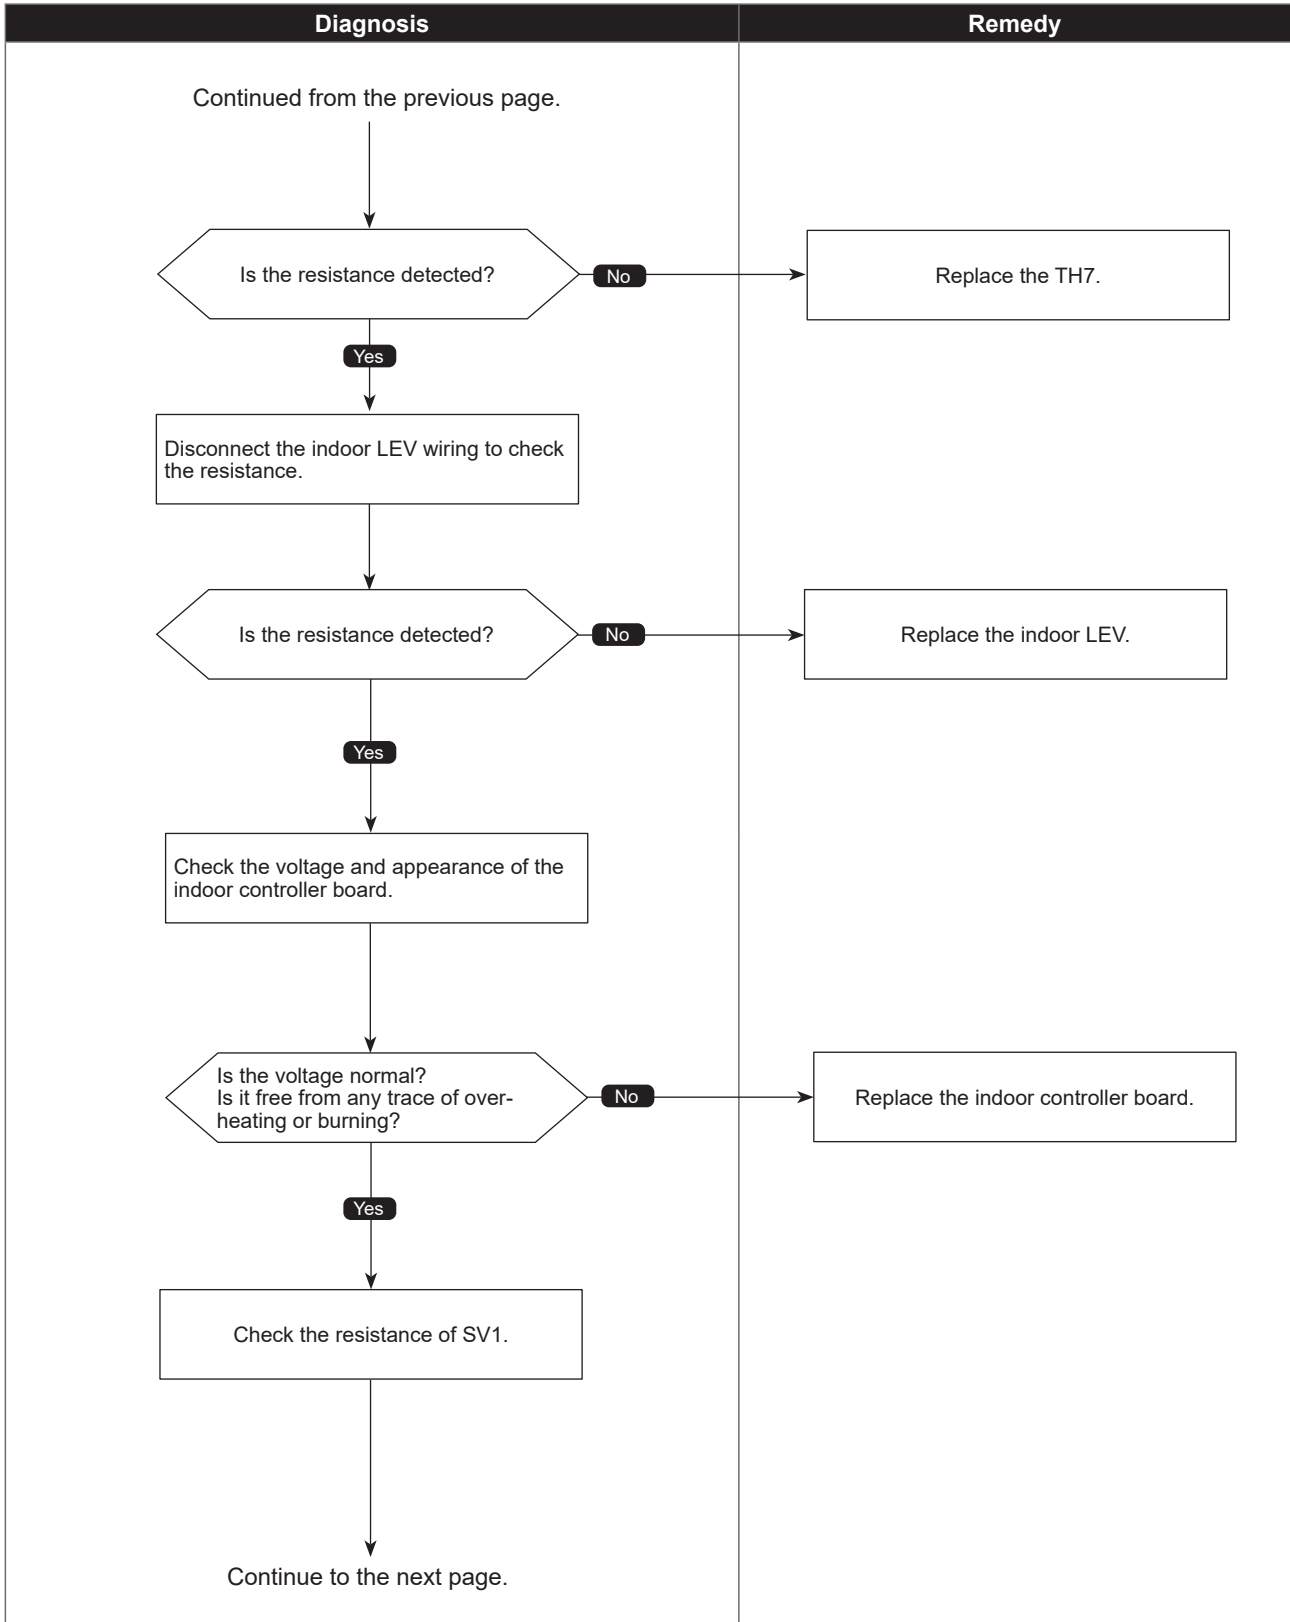 Diagnosis
Remedy
Continued from the previous page.
Is the resistance detected?
No
Replace the TH7.
Yes
Disconnect the indoor LEV wiring to check
the resistance.
Is the resistance detected?
No
Replace the indoor LEV.
Yes
Check the voltage and appearance of the
indoor controller board.
Is the voltage normal?
Is it free from any trace of over-
heating or burning?
No
Replace the indoor controller board.
Yes
Check the resistance of SV1.
Continue to the next page.